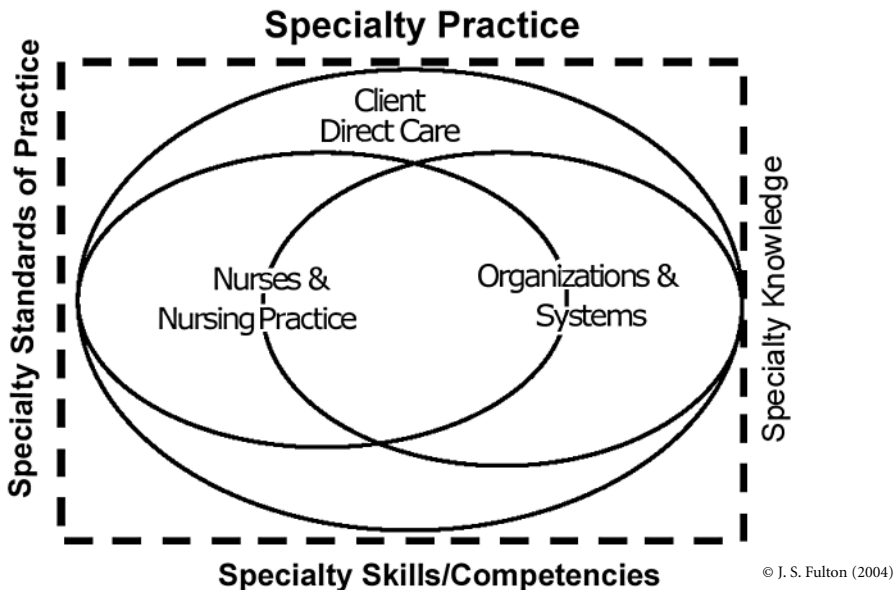 Specialty Practice
Specialty Standards of Practice
Client
Direct Care
Nurses &
Nursing Practice
Organizations &
Systems
Specialty Knowledge
Specialty Skills/Competencies
© J. S. Fulton (2004)